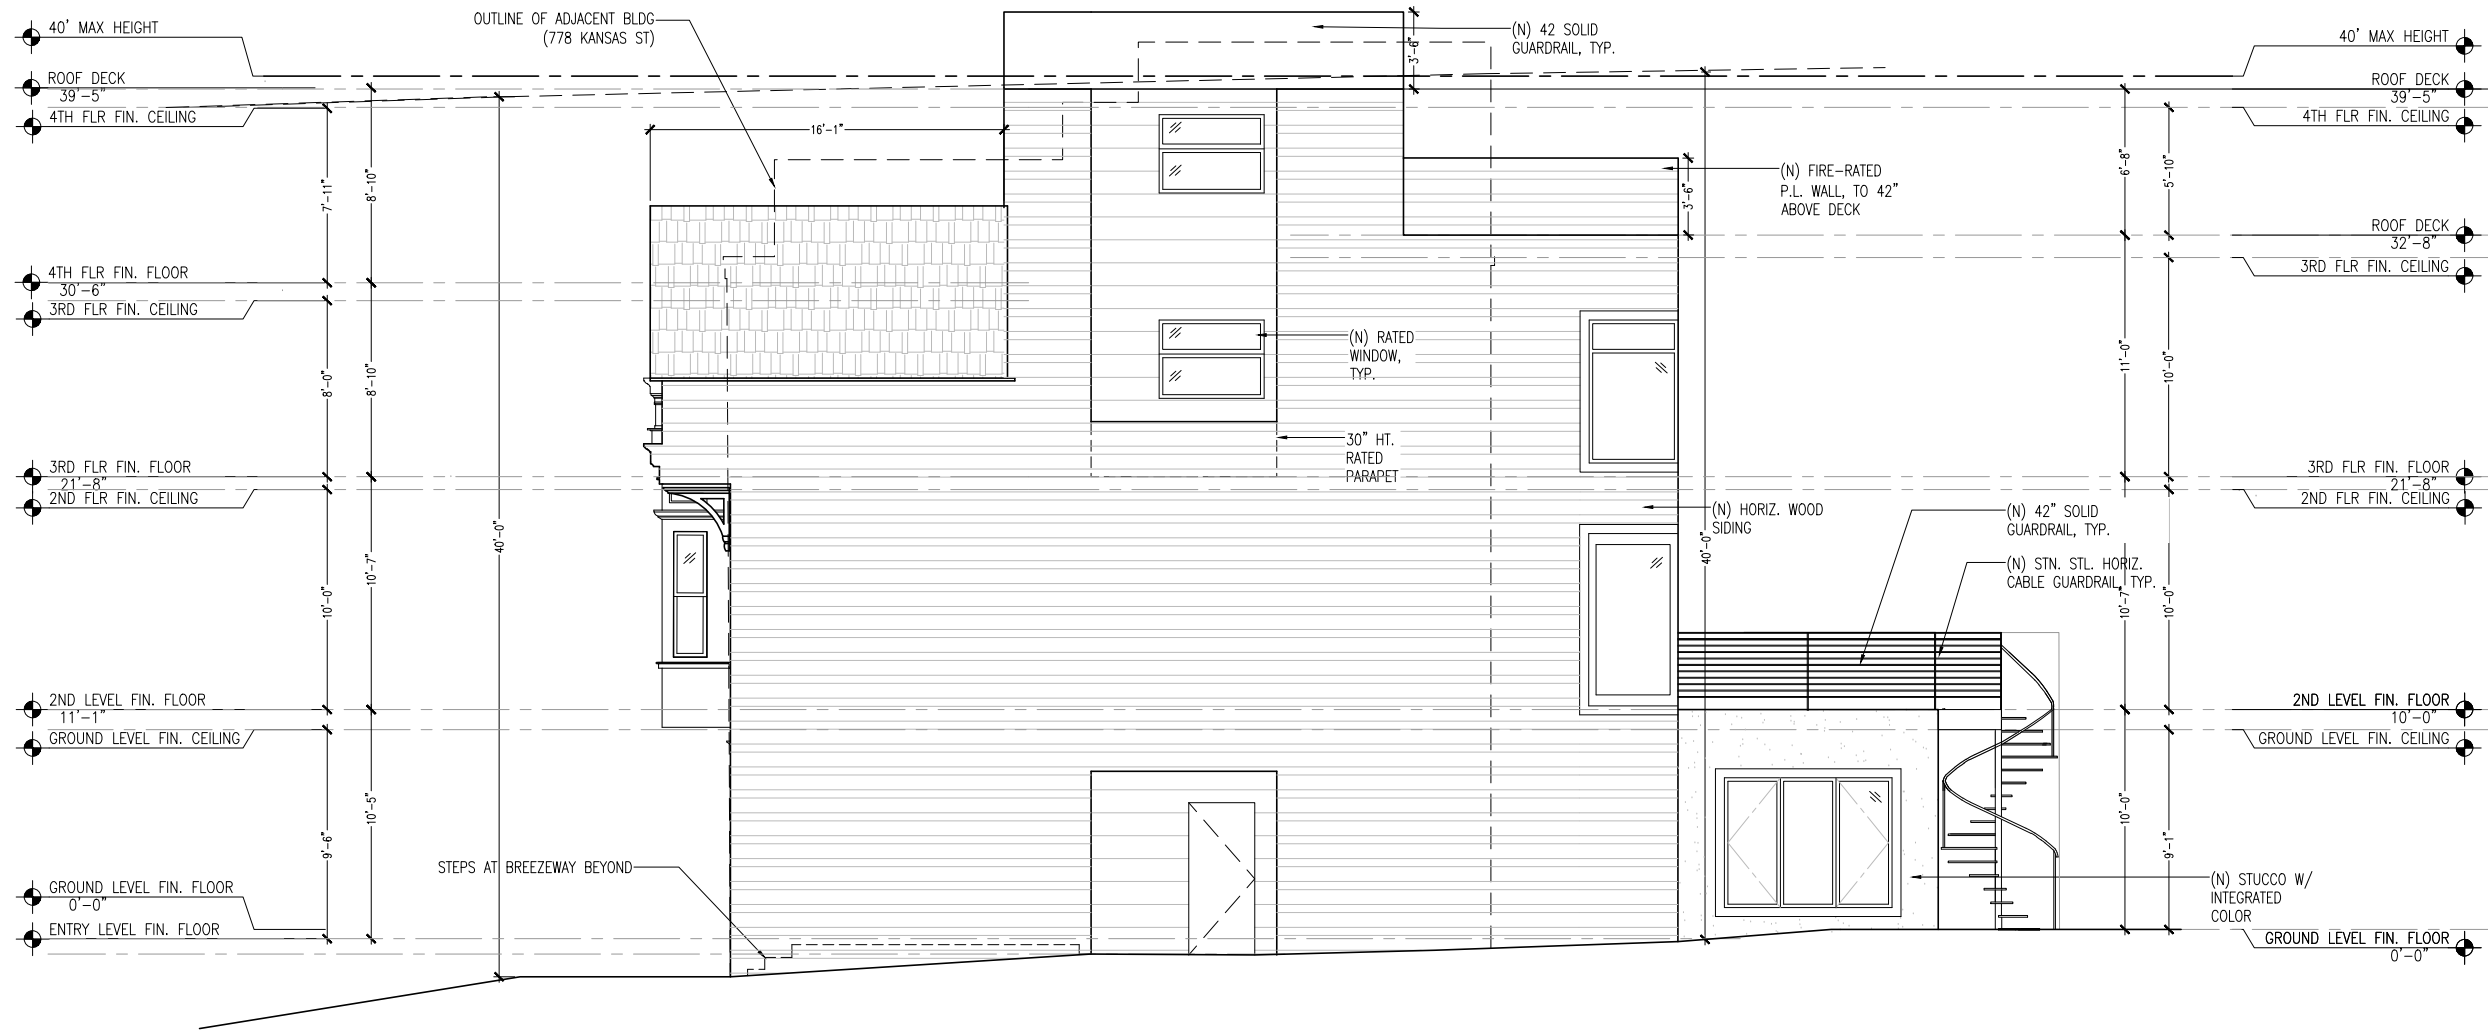 40' MAX HEIGHT
ROOF DECK
39'-5"
4TH FLR FIN. CEILING
4TH FLR FIN. FLOOR
30'-6"
3RD FLR FIN. CEILING
3RD FLR FIN. FLOOR
21'-8"
2ND FLR FIN. CEILING
2ND LEVEL FIN. FLOOR
11'-1"
GROUND LEVEL FIN. CEILING
GROUND LEVEL FIN. FLOOR
0'-0"
ENTRY LEVEL FIN. FLOOR
7'-11"
8'-0"
10'-0"
9'-6"
8'-10"
8'-10"
10'-7"
10'-5"
40'-0"
OUTLINE OF ADJACENT BLDG
(778 KANSAS ST)
16'-1"
STEPS AT BREEZEWAY BEYOND
3'-6"
(N) 42 SOLID
GUARDRAIL, TYP.
(N) RATED
WINDOW,
TYP.
30" HT.
RATED
PARAPET
3'-6"
(N) FIRE-RATED
P.L. WALL, TO 42"
ABOVE DECK
(N) HORIZ. WOOD
SIDING
40'-0"
(N) 42" SOLID
GUARDRAIL, TYP.
(N) STN. STL. HORIZ.
CABLE GUARDRAIL, TYP.
(N) STUCCO W/
INTEGRATED
COLOR
6'-8"
11'-0"
10'-7"
10'-0"
5'-10"
10'-0"
10'-0"
9'-1"
40' MAX HEIGHT
ROOF DECK
39'-5"
4TH FLR FIN. CEILING
ROOF DECK
32'-8"
3RD FLR FIN. CEILING
3RD FLR FIN. FLOOR
21'-8"
2ND FLR FIN. CEILING
2ND LEVEL FIN. FLOOR
10'-0"
GROUND LEVEL FIN. CEILING
GROUND LEVEL FIN. FLOOR
0'-0"